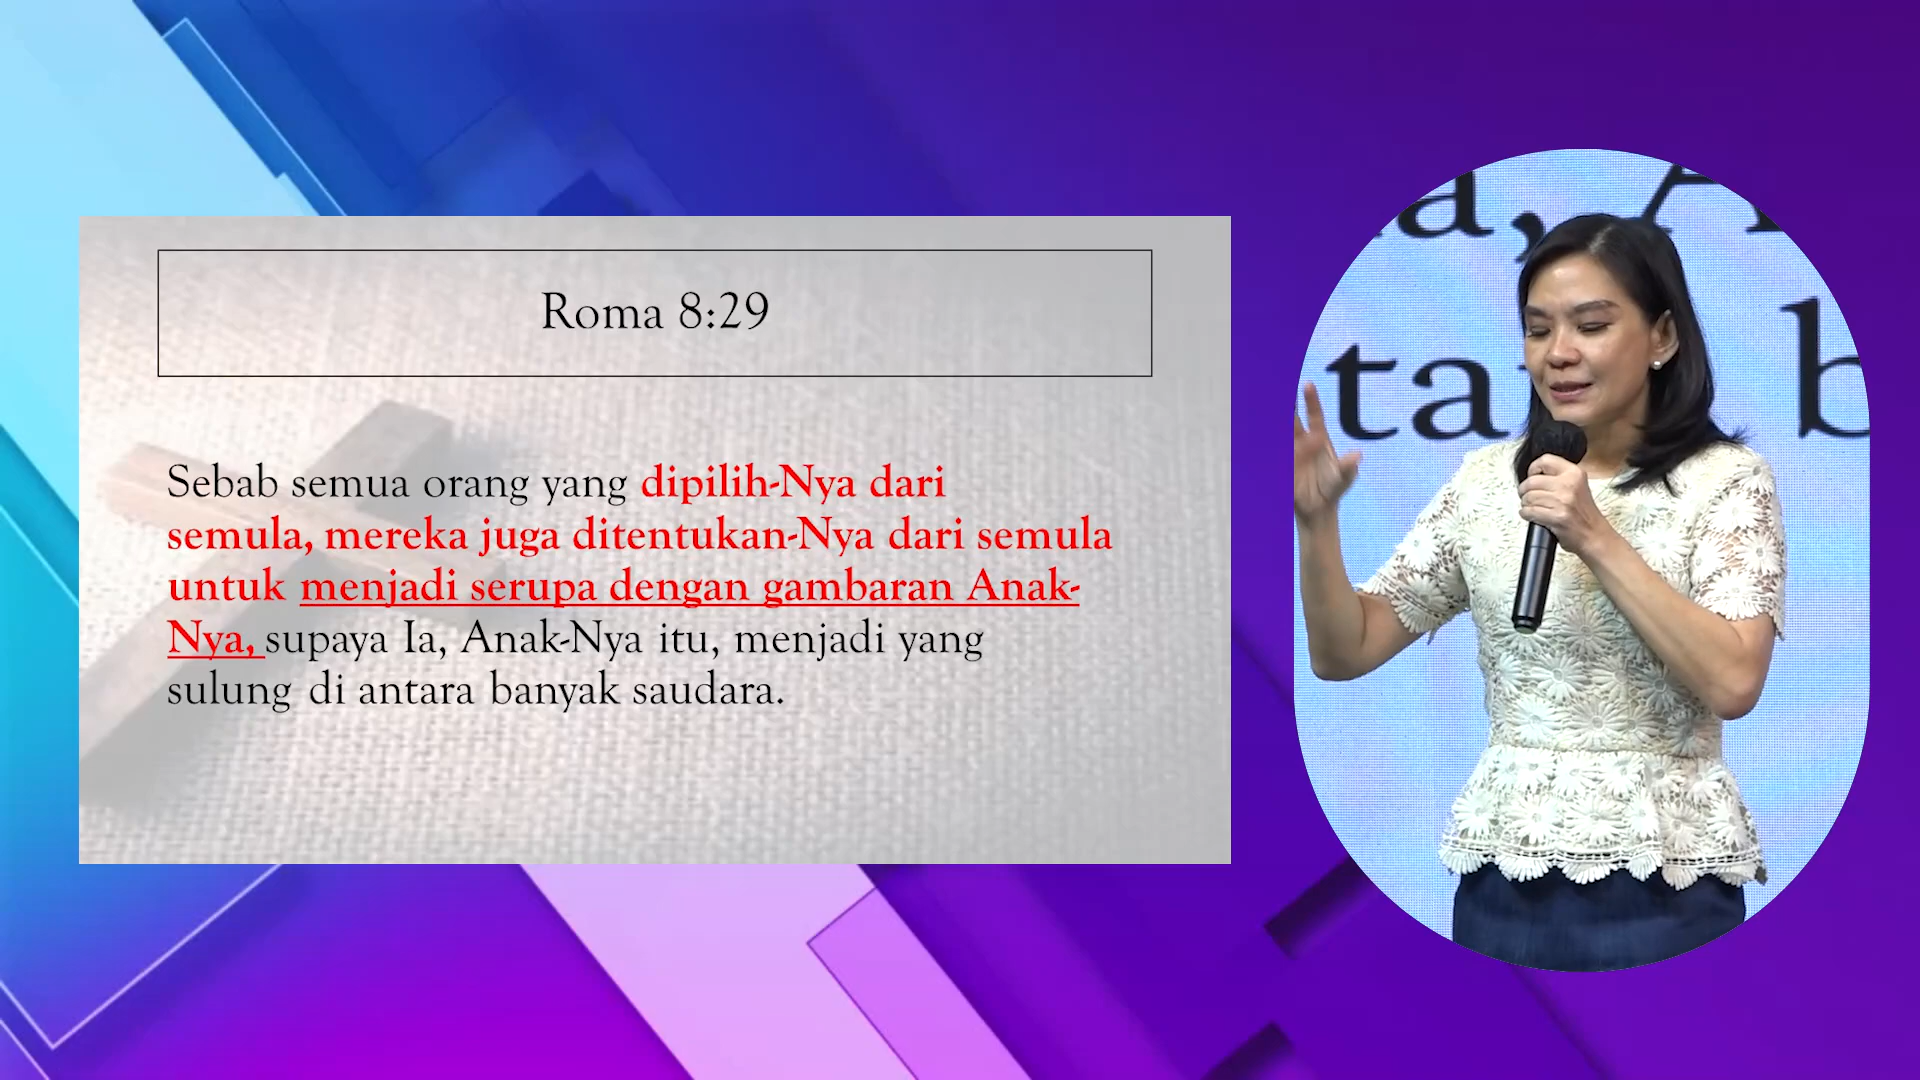 Roma 8:29
Sebab semua orang yang dipilih-Nya dari
semula, mereka juga ditentukan-Nya dari semula
untuk menjadi serupa dengan gambaran Anak-
Nya, supaya Ia, Anak-Nya itu, menjadi yang
sulung di antara banyak saudara.